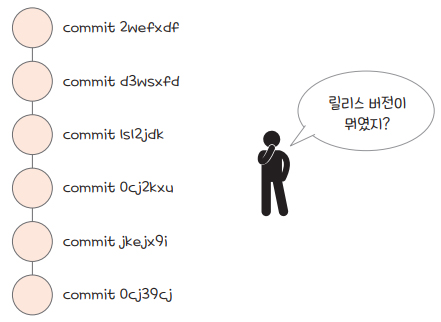 commit 2wefxdf
commit d3wsxfd
commit lsl2jdk
commit 0cj2kxu
commit jkejx9i
commit 0cj39cj
릴리스 버전이
뭐였지?